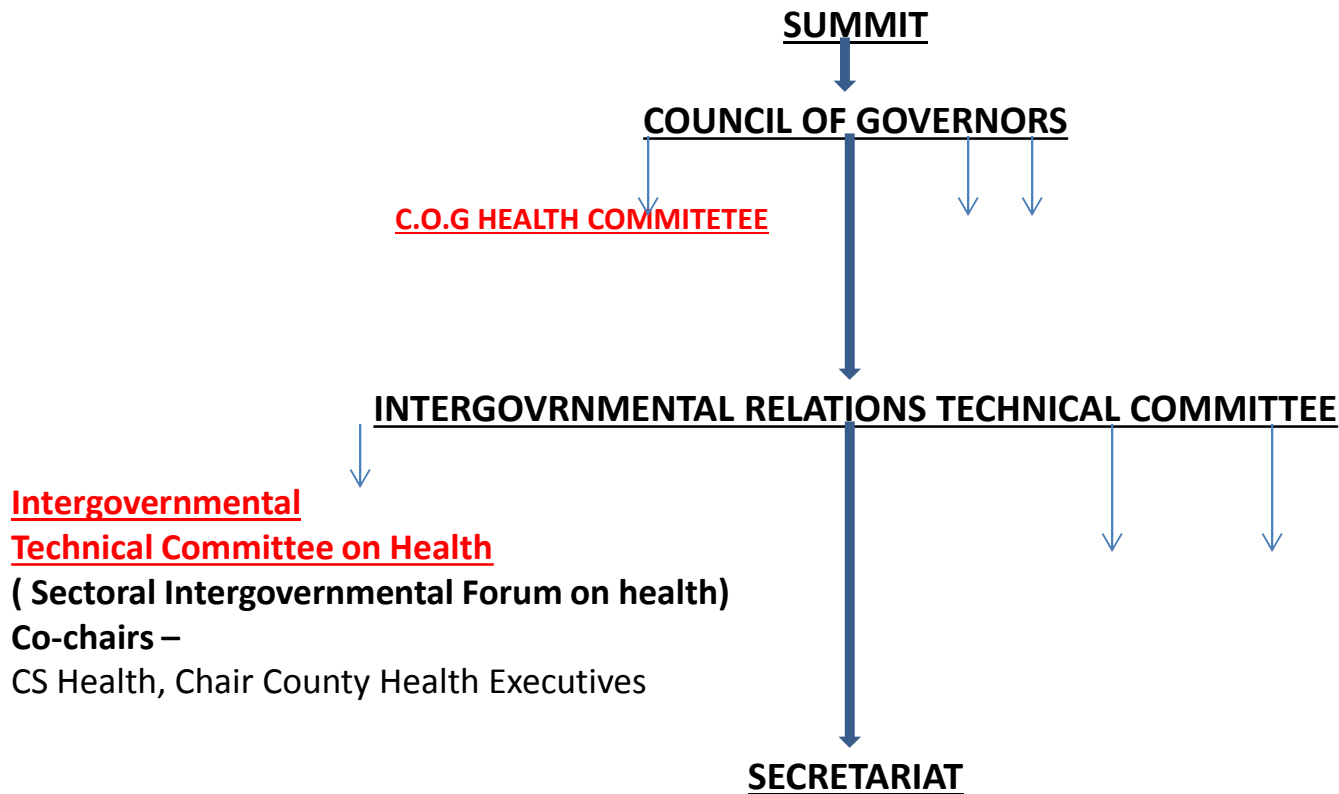 SUMMIT
COUNCIL OF GOVERNORS
C.O.G HEALTH COMMITETEE
INTERGOVRNMENTAL RELATIONS TECHNICAL COMMITTEE
Intergovernmental
Technical Committee on Health
( Sectoral Intergovernmental Forum on health)
Co-chairs –
CS Health, Chair County Health Executives
SECRETARIAT